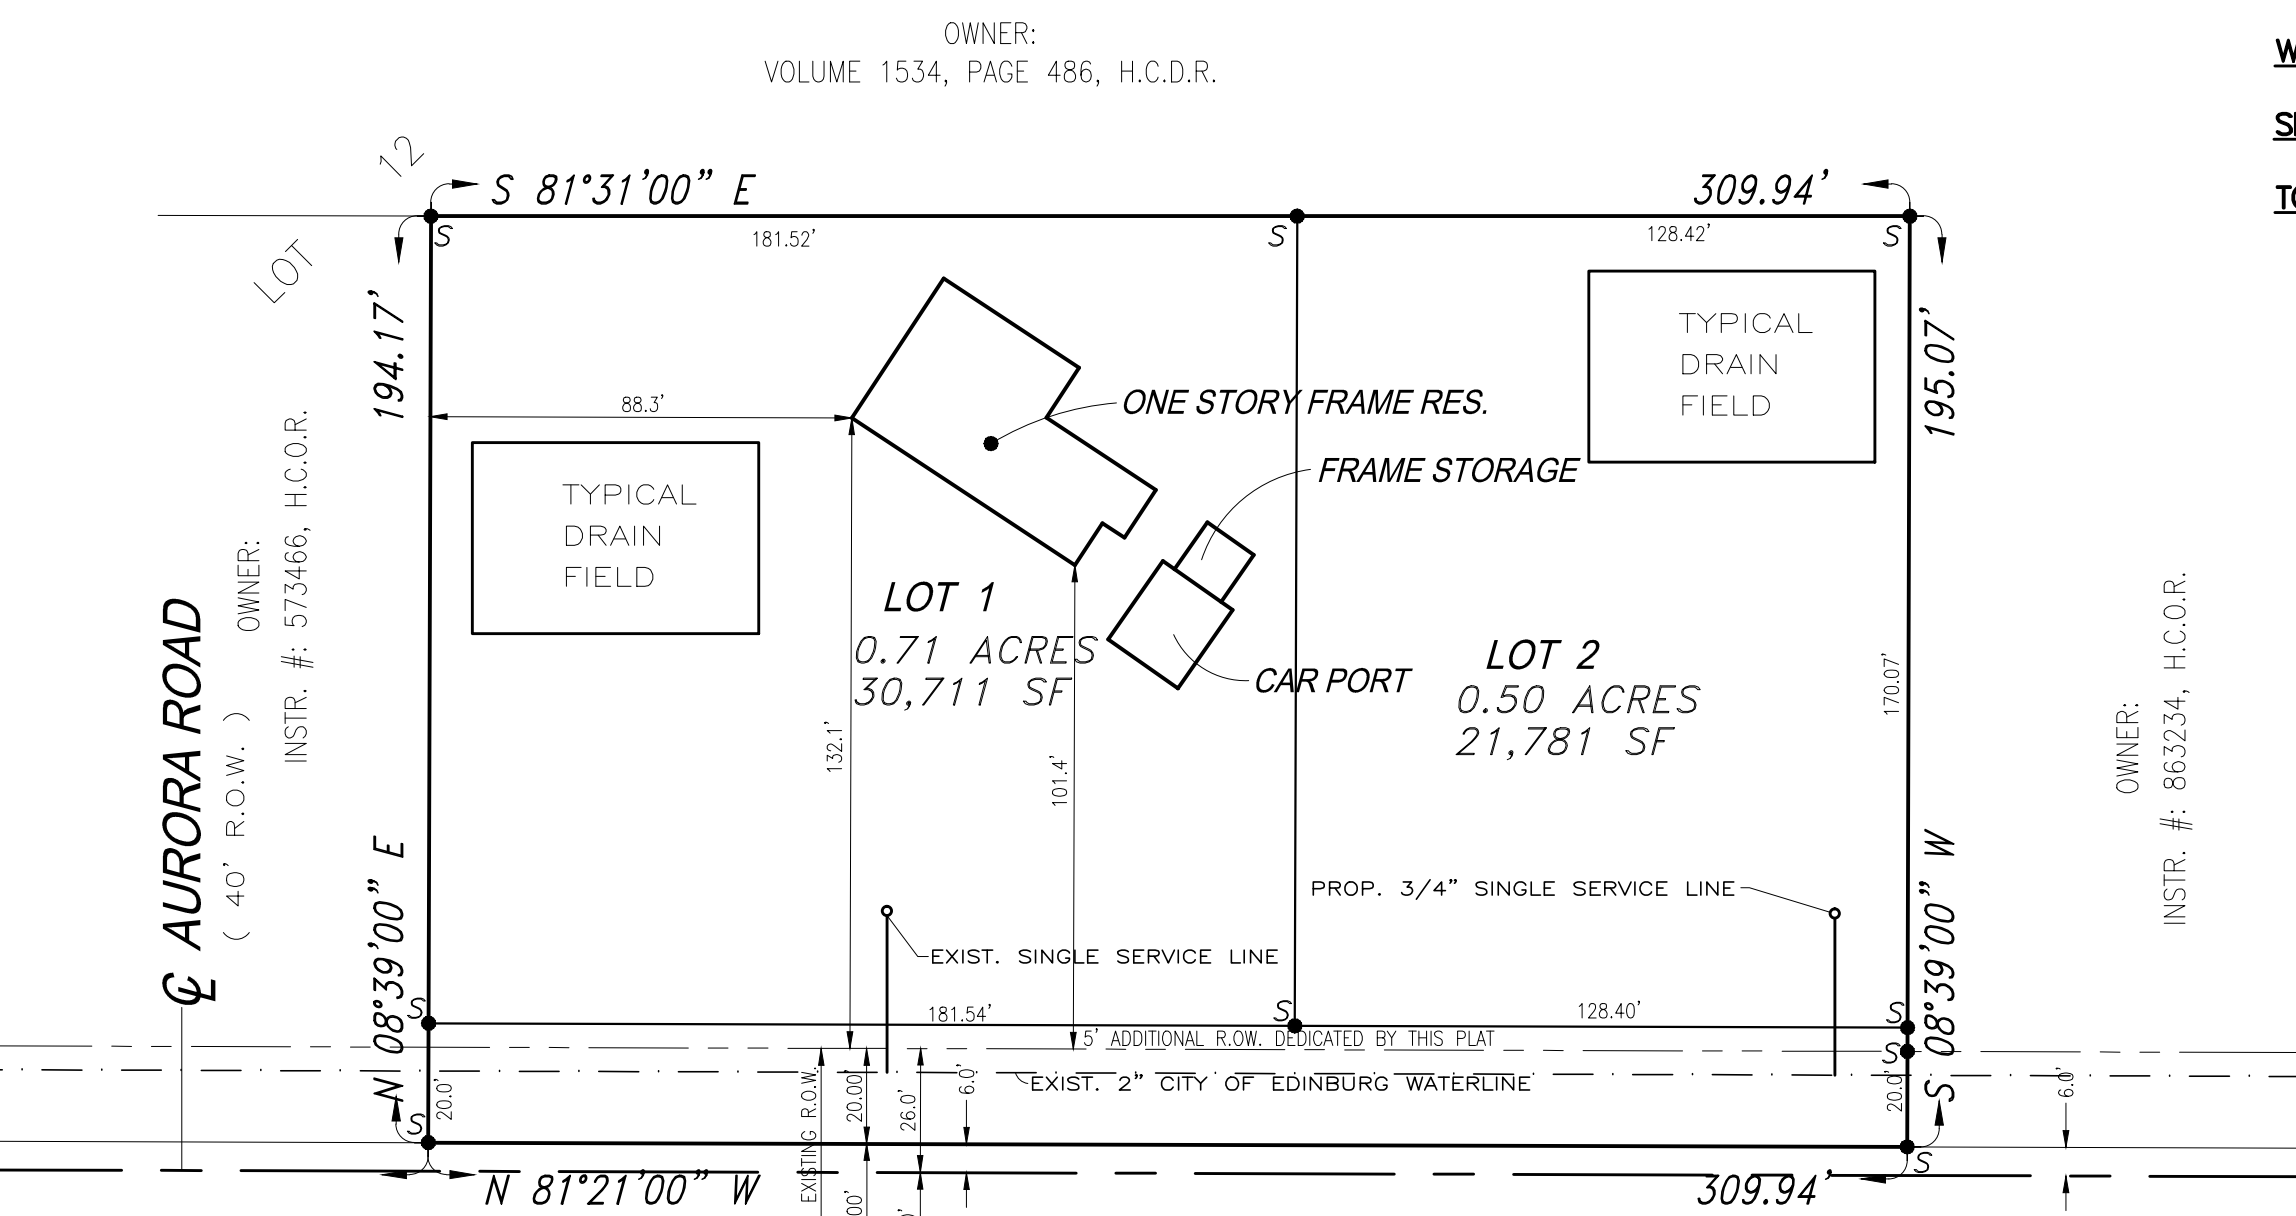 OWNER:
VOLUME 1534, PAGE 486, H.C.D.R.
LOT 12
S 81°31'00" E
309.94'
S
S
S
181.52'
128.42'
194.17'
N 08°39'00" E
195.07'
S 08°39'00" W
88.3'
TYPICAL
DRAIN
FIELD
TYPICAL
DRAIN
FIELD
ONE STORY FRAME RES.
FRAME STORAGE
CAR PORT
LOT 1
0.71 ACRES
30,711 SF
LOT 2
0.50 ACRES
21,781 SF
132.1'
101.4'
170.07'
OWNER:
INSTR. #: 573466, H.C.O.R.
℄ AURORA ROAD
( 40' R.O.W. )
OWNER:
INSTR. #: 863234, H.C.O.R.
PROP. 3/4" SINGLE SERVICE LINE
EXIST. SINGLE SERVICE LINE
S
181.54'
S
128.40'
S
5' ADDITIONAL R.OW. DEDICATED BY THIS PLAT
S
EXIST. 2" CITY OF EDINBURG WATERLINE
20.0'
EXISTING R.O.W.
20.00'
26.0'
6.0'
20.0'
6.0'
S
S
N 81°21'00" W
309.94'